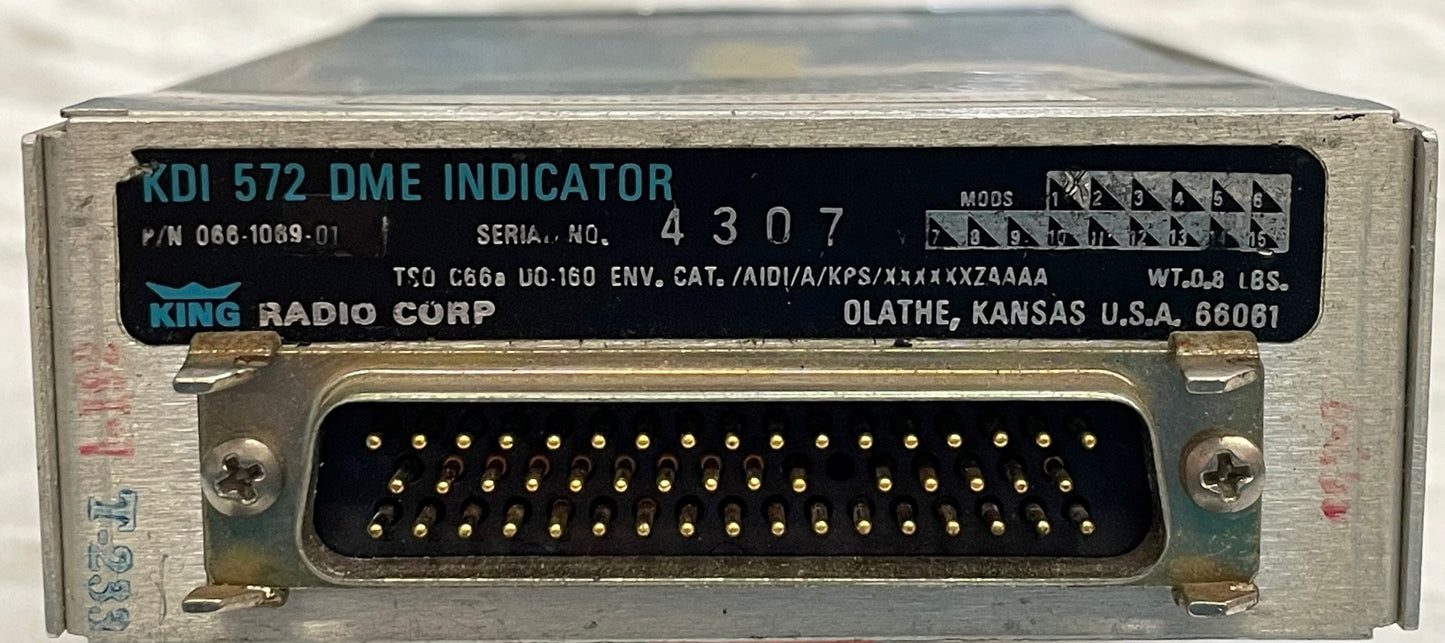 KDI 572 DME INDICATOR
MODS 1 2 3 4 5 6
P/N 066-1069-01 SERIAL NO. 4307
7 8 9 10 11 12 13 14 15
TSO C66a DO-160 ENV. CAT. /AIDI/A/KPS/XXXXXXZAAAA WT.0.8 LBS.
KING RADIO CORP OLATHE, KANSAS U.S.A. 66061
T-233